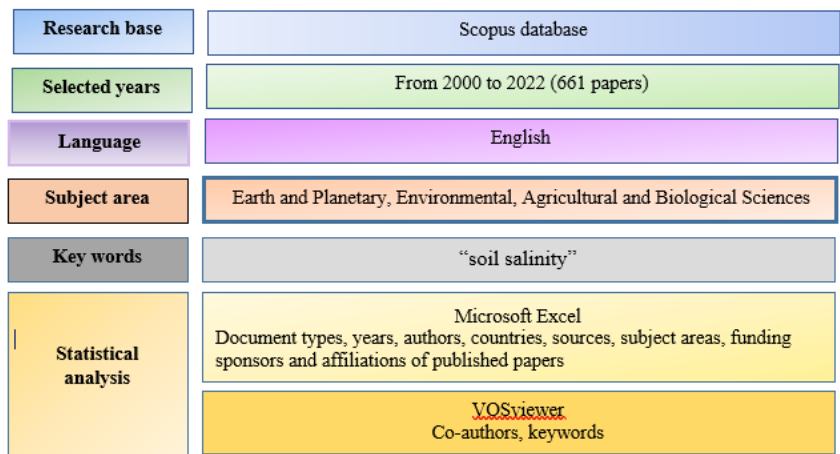 Research base
Scopus database
Selected years
From 2000 to 2022 (661 papers)
Language
English
Subject area
Earth and Planetary, Environmental, Agricultural and Biological Sciences
Key words
“soil salinity”
Statistical
analysis
Microsoft Excel
Document types, years, authors, countries, sources, subject areas, funding
sponsors and affiliations of published papers
VOSviewer
Co-authors, keywords